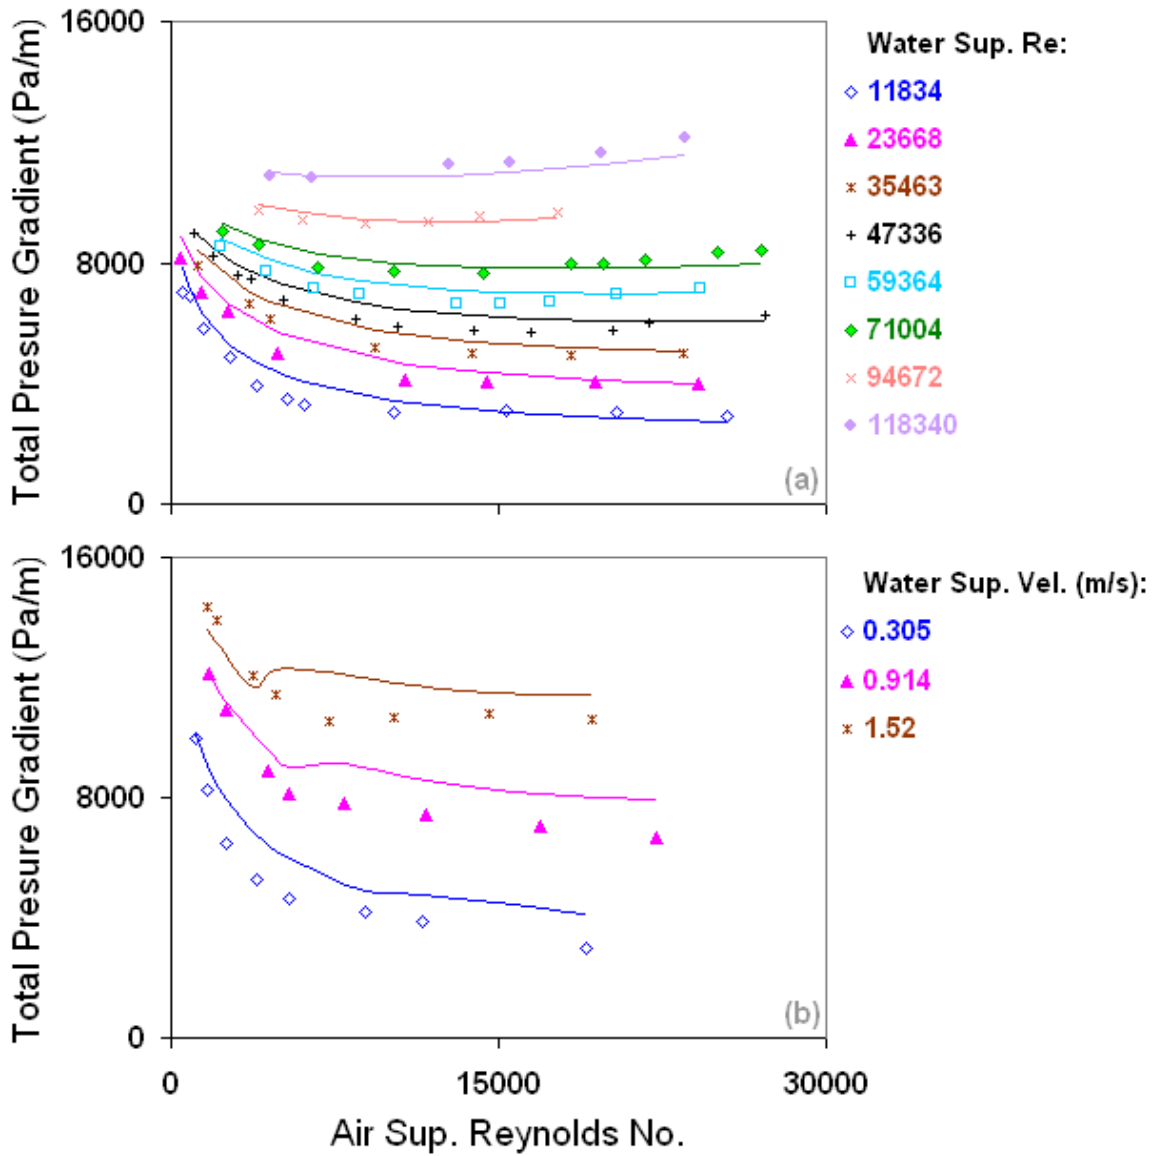 16000
8000
0
Total Presure Gradient (Pa/m)
(a)
Water Sup. Re:
11834
23668
35463
47336
59364
71004
94672
118340
16000
8000
0
Total Presure Gradient (Pa/m)
(b)
Water Sup. Vel. (m/s):
0.305
0.914
1.52
0
15000
30000
Air Sup. Reynolds No.